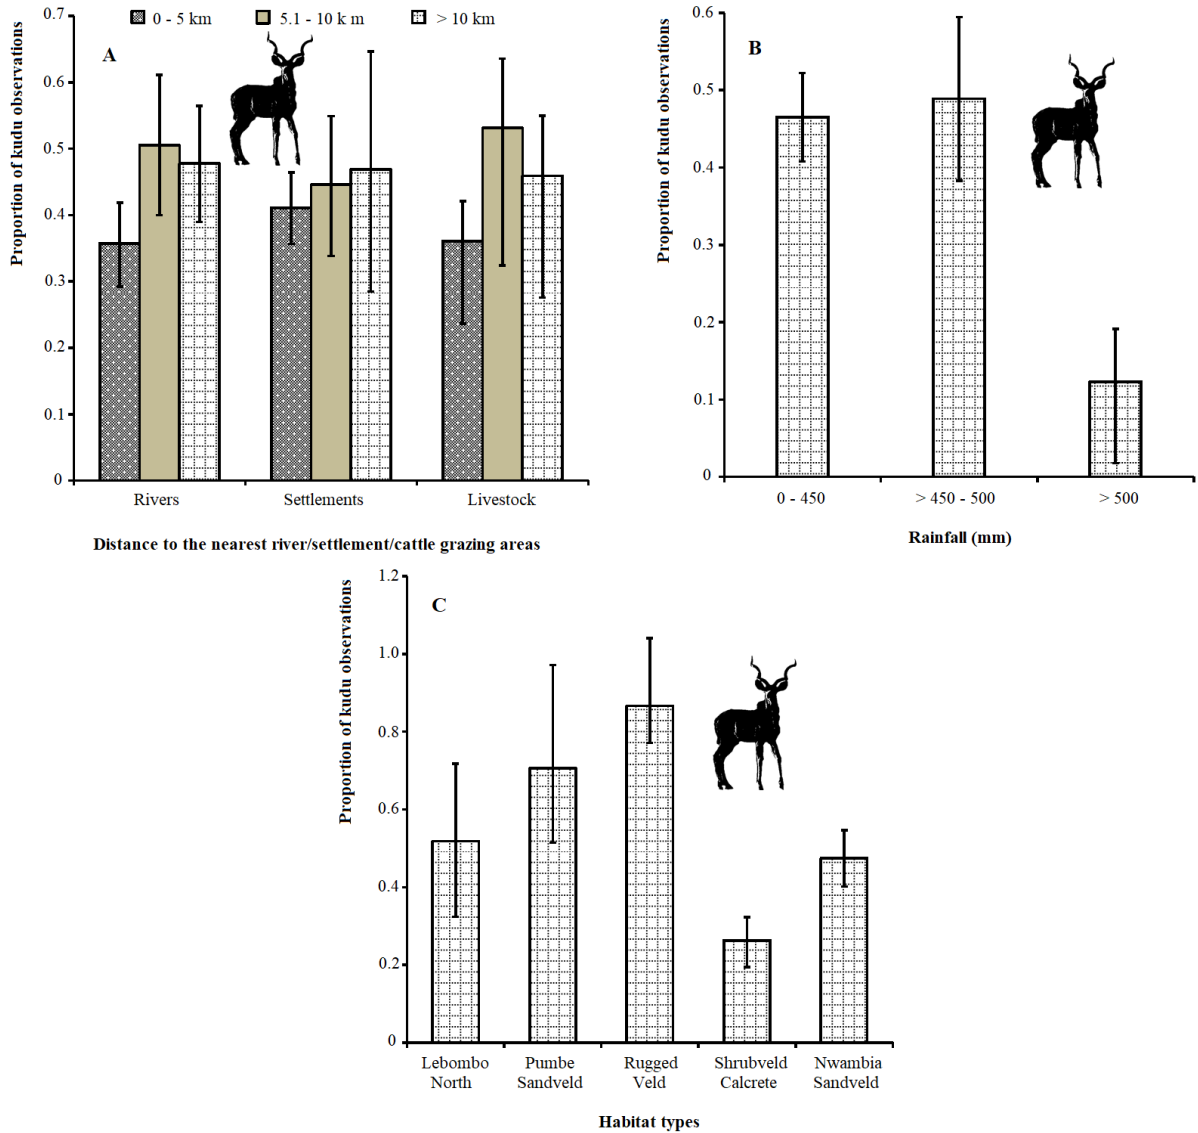 0 - 5 km
5.1 - 10 k m
> 10 km
A
Proportion of kudu observations
0.7
0.6
0.5
0.4
0.3
0.2
0.1
0
Rivers
Settlements
Livestock
Distance to the nearest river/settlement/cattle grazing areas
B
Proportion of kudu observations
0.6
0.5
0.4
0.3
0.2
0.1
0
0 - 450
> 450 - 500
> 500
Rainfall (mm)
C
Proportion of kudu observations
1.2
1.0
0.8
0.6
0.4
0.2
0
Lebombo
North
Pumbe
Sandveld
Rugged
Veld
Shrubveld
Calcrete
Nwambia
Sandveld
Habitat types